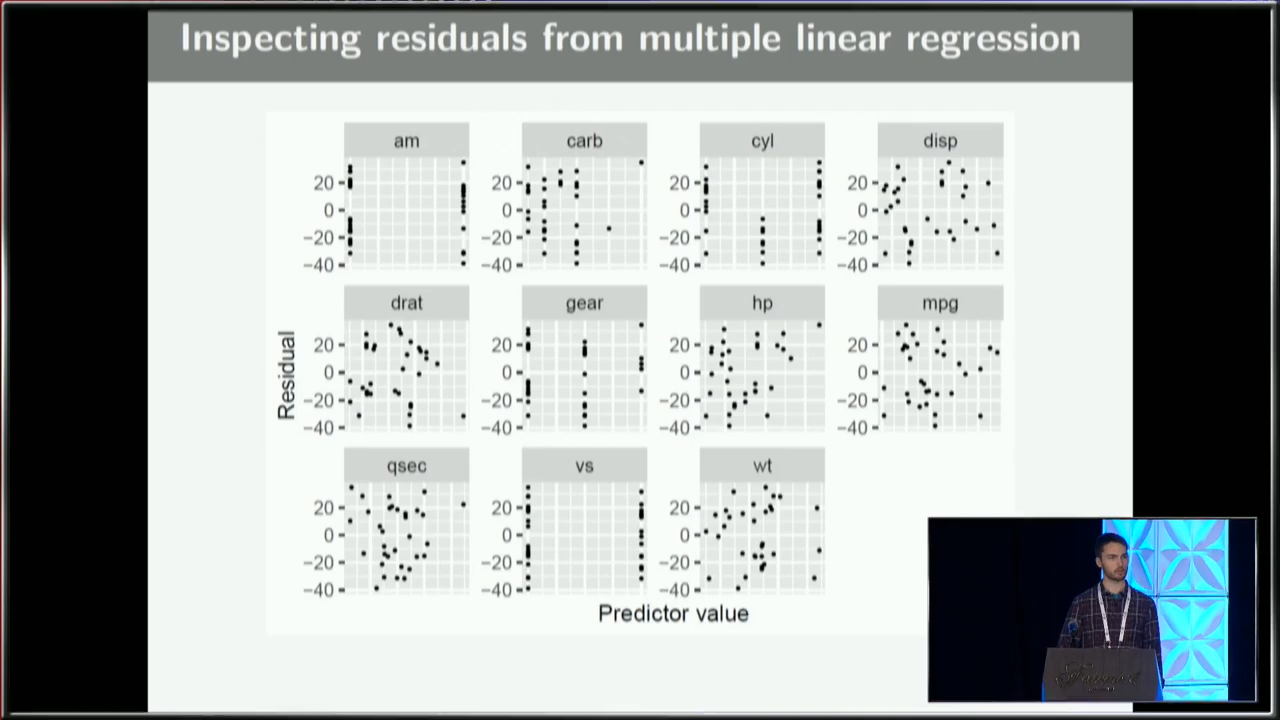 Inspecting residuals from multiple linear regression
am carb cyl disp
20 20 20 20
0 0 0 0
−20 −20 −20 −20
−40 −40 −40 −40
drat gear hp mpg
20 20 20 20
0 0 0 0
−20 −20 −20 −20
−40 −40 −40 −40
Residual
qsec vs wt
20 20 20
0 0 0
−20 −20 −20
−40 −40 −40
Predictor value